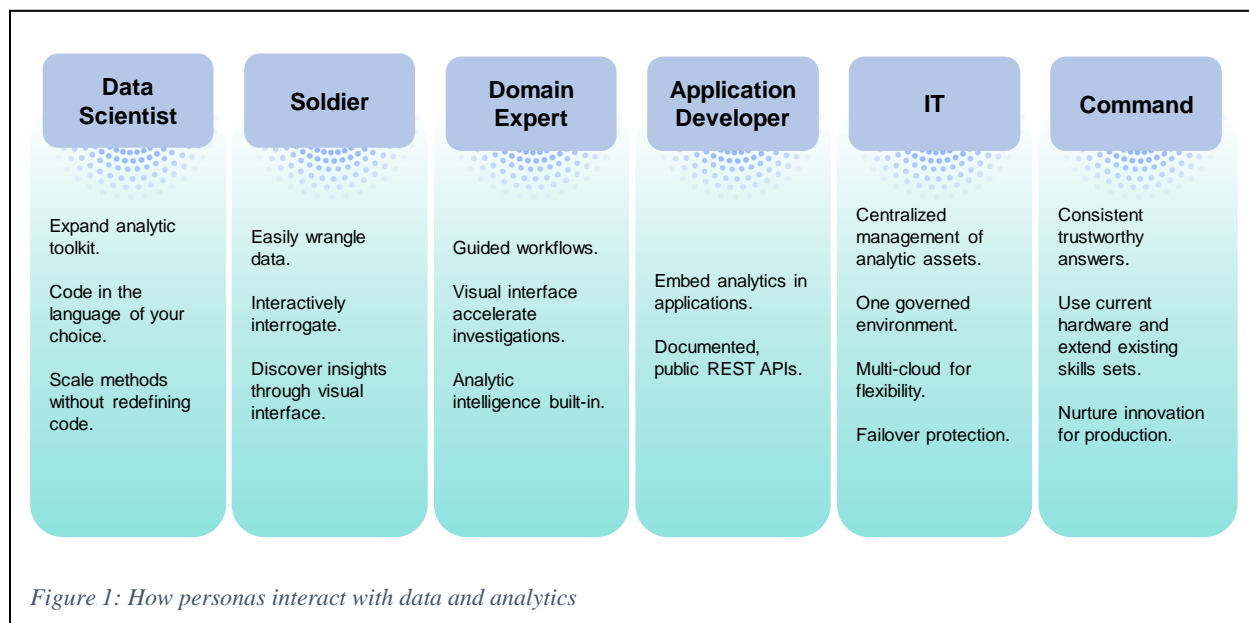 Data
Scientist
Expand analytic
toolkit.
Code in the
language of your
choice.
Scale methods
without redefining
code.
Soldier
Easily wrangle
data.
Interactively
interrogate.
Discover insights
through visual
interface.
Domain
Expert
Guided workflows.
Visual interface
accelerate
investigations.
Analytic
intelligence built-in.
Application
Developer
Embed analytics in
applications.
Documented,
public REST APIs.
IT
Centralized
management of
analytic assets.
One governed
environment.
Multi-cloud for
flexibility.
Failover protection.
Command
Consistent
trustworthy
answers.
Use current
hardware and
extend existing
skills sets.
Nurture innovation
for production.
Figure 1: How personas interact with data and analytics